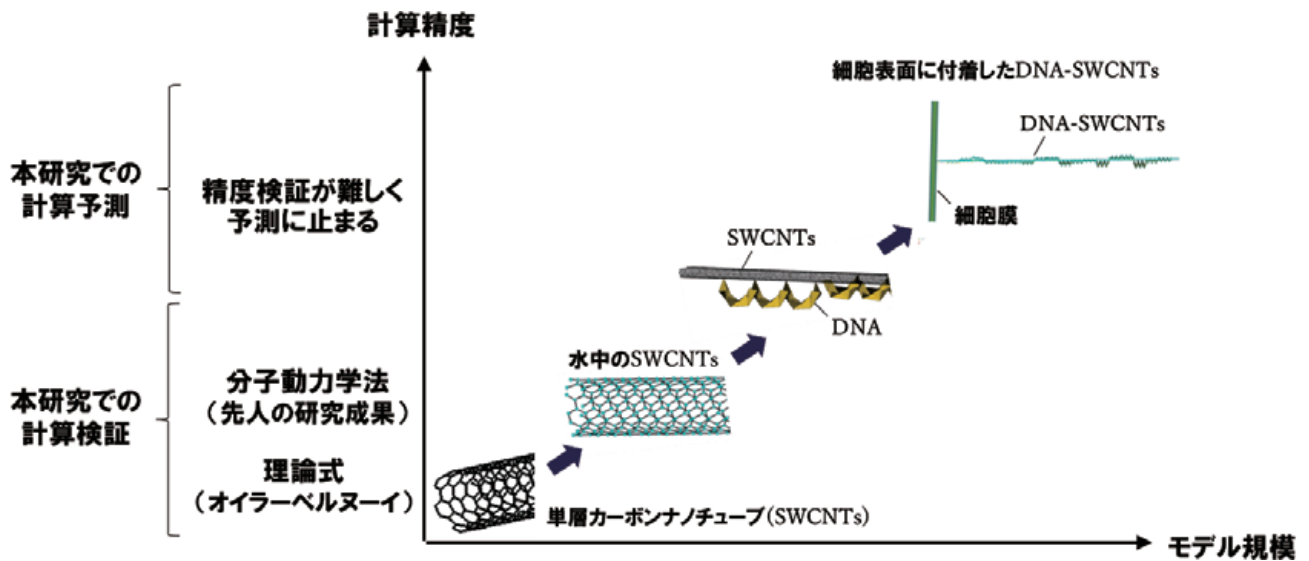 計算精度
細胞表面に付着したDNA-SWCNTs
DNA-SWCNTs
細胞膜
本研究での
計算予測
精度検証が難しく
予測に止まる
SWCNTs
DNA
水中のSWCNTs
本研究での
計算検証
分子動力学法
（先人の研究成果）
理論式
（オイラーベルヌーイ）
単層カーボンナノチューブ(SWCNTs)
モデル規模